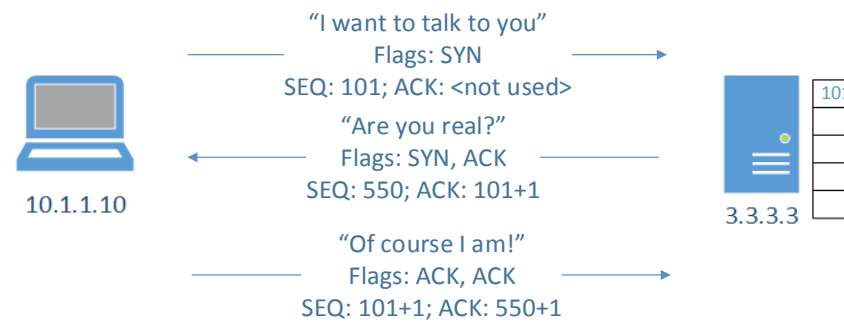 “I want to talk to you”
Flags: SYN
SEQ: 101; ACK: <not used>
“Are you real?”
Flags: SYN, ACK
SEQ: 550; ACK: 101+1
10.1.1.10
3.3.3.3
“Of course I am!”
Flags: ACK, ACK
SEQ: 101+1; ACK: 550+1